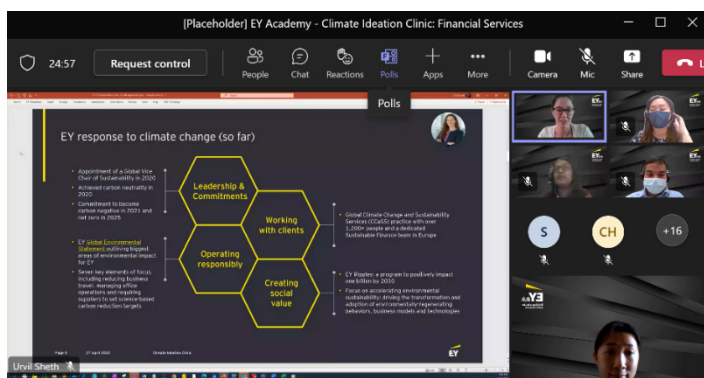 [Placeholder] EY Academy - Climate Ideation Clinic: Financial Services
24:57
Request control
People
Chat
Reactions
Polls
Apps
More
Camera
Mic
Share
L
Polls
EY response to climate change (so far)
• Appointment of a Global Vice
Chair of Sustainability in 2020
• Achieved carbon neutrality in
2020
• Commitment to become
carbon negative in 2021 and
net zero in 2025
Leadership &
Commitments
Working
with clients
• Global Climate Change and Sustainability
Services (CCaSS) practice with over
1,200+ people and a dedicated
Sustainable Finance team in Europe
• EY Global Environmental
Statement outlining biggest
areas of environmental impact
for EY
• Seven key elements of focus,
including reducing business
travel, managing office
operations and requiring
suppliers to set science-based
carbon reduction targets
Operating
responsibly
Creating
social
value
• EY Ripples: a program to positively impact
one billion by 2030
• Focus on accelerating environmental
sustainability: driving the transformation and
adoption of environmentally-regenerating
behaviors, business models and technologies
Page 9
Climate Ideation Clinic
EY
Urvil Sheth
EY
EY
EY
EY
S
CH
+16
EY